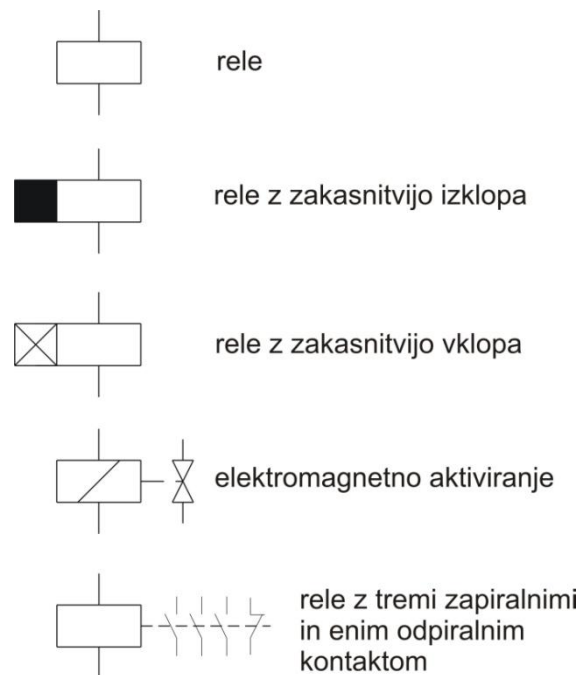 rele
rele z zakasnitvijo izklopa
rele z zakasnitvijo vklopa
elektromagnetno aktiviranje
rele z tremi zapiralnimi
in enim odpiralnim
kontaktom